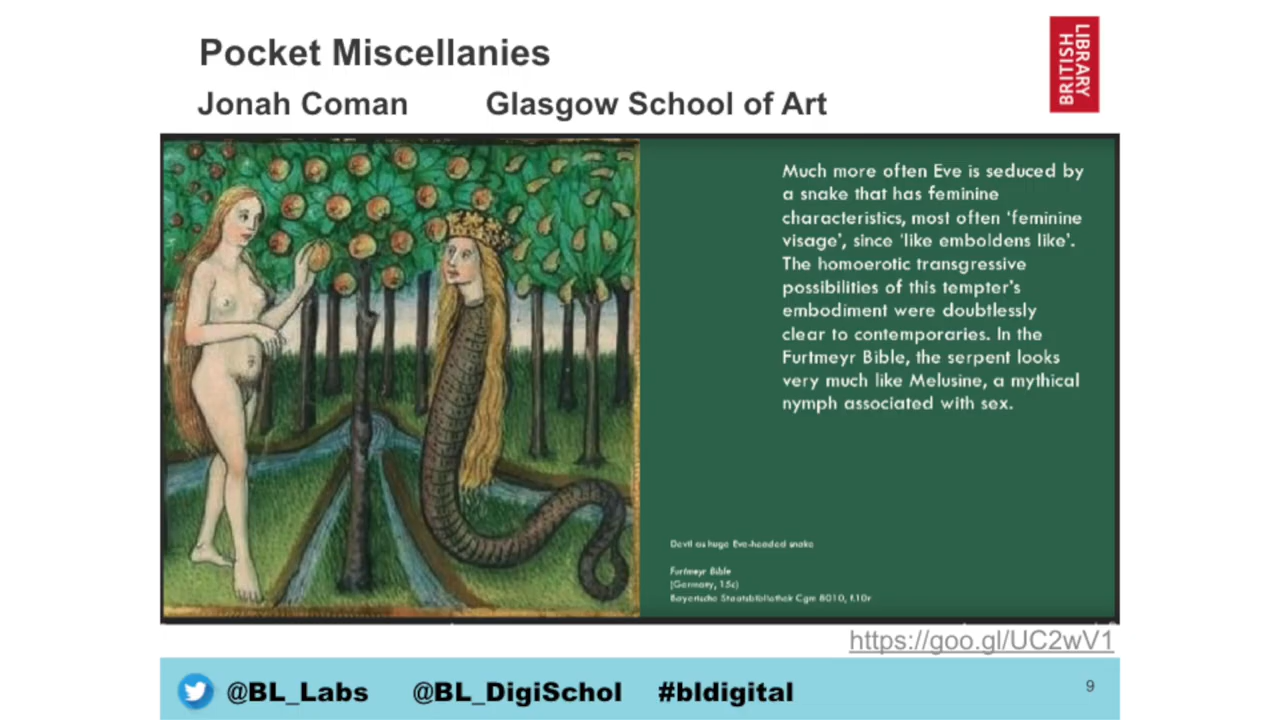 Pocket Miscellanies
Jonah Coman Glasgow School of Art
BRITISH
LIBRARY
Much more often Eve is seduced by
a snake that has feminine
characteristics, most often ‘feminine
visage’, since ‘like emboldens like’.
The homoerotic transgressive
possibilities of this tempter’s
embodiment were doubtlessly
clear to contemporaries. In the
Furtmeyr Bible, the serpent looks
very much like Melusine, a mythical
nymph associated with sex.
Devil as huge Eve-headed snake
Furtmeyr Bible
(Germany, 15c)
Bayerische Staatsbibliothek Cgm 8010, f.10r
https://goo.gl/UC2wV1
@BL_Labs @BL_DigiSchol #bldigital
9